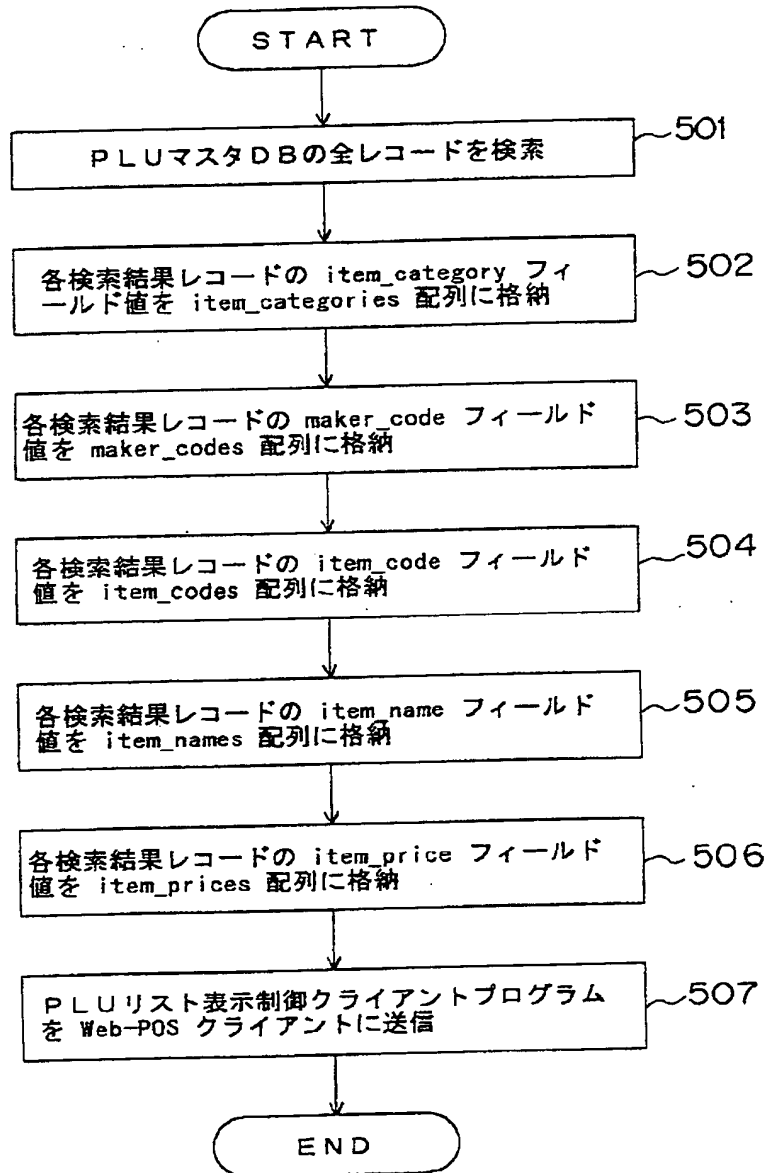 START
PLUマスタDBの全レコードを検索
501
各検索結果レコードの item_category フィ
ールド値を item_categories 配列に格納
502
各検索結果レコードの maker_code フィールド
値を maker_codes 配列に格納
503
各検索結果レコードの item_code フィールド
値を item_codes 配列に格納
504
各検索結果レコードの item_name フィールド
値を item_names 配列に格納
505
各検索結果レコードの item_price フィールド
値を item_prices 配列に格納
506
PLUリスト表示制御クライアントプログラム
を Web-POS クライアントに送信
507
END